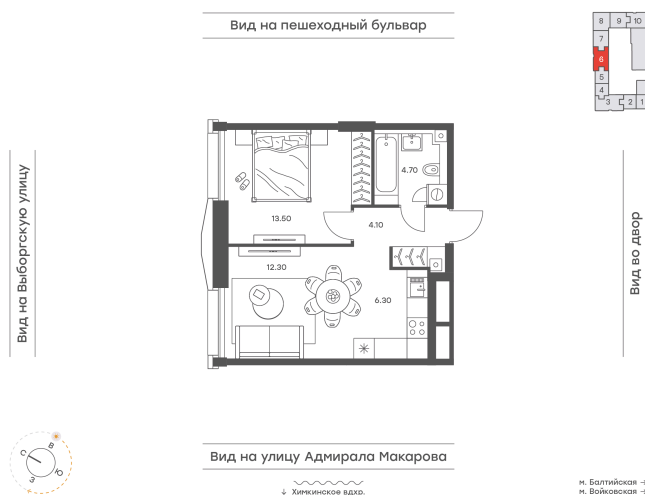 Вид на пешеходный бульвар
8 9 10
7
6
5
4
3 2 1
Вид на Выборгскую улицу
Вид во двор
4.70
13.50
4.10
12.30
6.30
В
С
Ю
З
Вид на улицу Адмирала Макарова
↓ Химкинское вдхр.
м. Балтийская →
м. Войковская →